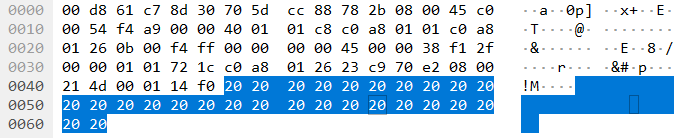 0000 00 d8 61 c7 8d 30 70 5d cc 88 78 2b 08 00 45 c0 ··a··0p] ··x+··E·
0010 00 54 f4 a9 00 00 40 01 01 c8 c0 a8 01 01 c0 a8 ·T····@· ········
0020 01 26 0b 00 f4 ff 00 00 00 00 45 00 00 38 f1 2f ·&······ ··E··8·/
0030 00 00 01 01 72 1c c0 a8 01 26 23 c9 70 e2 08 00 ····r··· ·&#·p···
0040 21 4d 00 01 14 f0 20 20 20 20 20 20 20 20 20 20 !M····
0050 20 20 20 20 20 20 20 20 20 20 20 20 20 20 20 20
0060 20 20